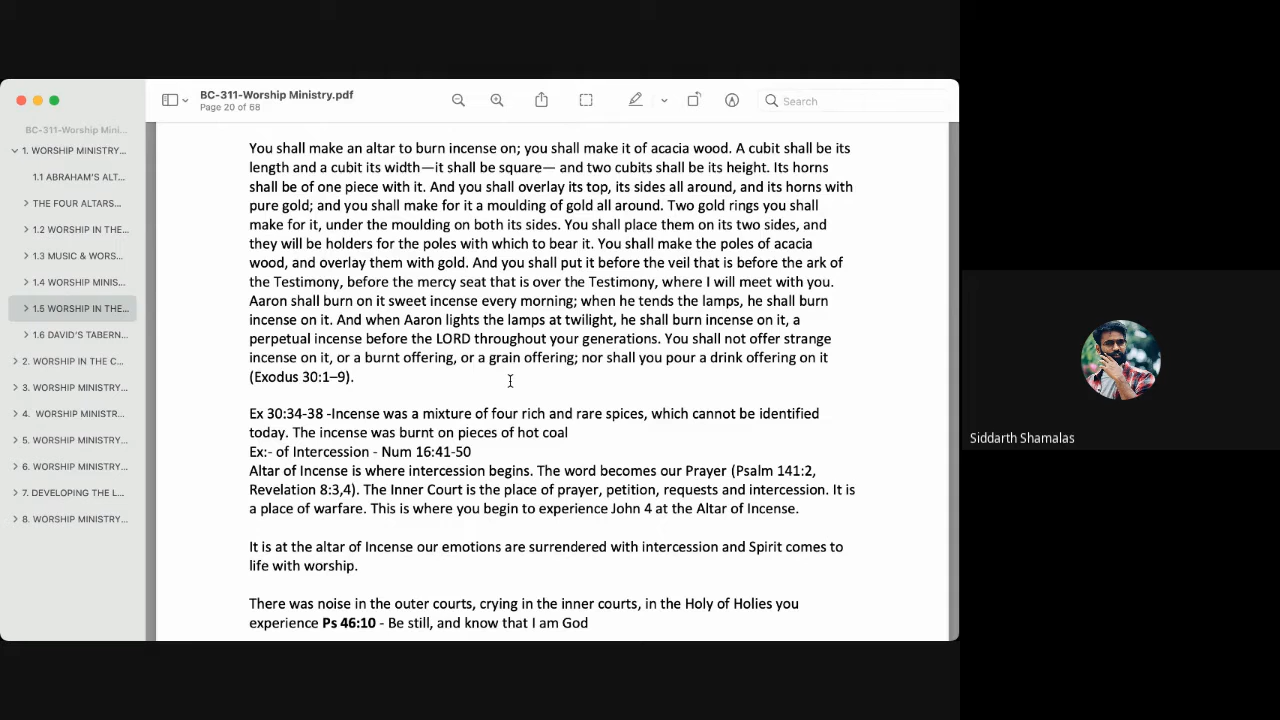 BC-311-Worship Ministry.pdf
Page 20 of 68
Search
BC-311-Worship Mini...
1. WORSHIP MINISTRY...
1.1 ABRAHAM'S ALT...
THE FOUR ALTARS...
1.2 WORSHIP IN THE...
1.3 MUSIC & WORS...
1.4 WORSHIP MINIS...
1.5 WORSHIP IN THE...
1.6 DAVID'S TABERN...
2. WORSHIP IN THE C...
3. WORSHIP MINISTRY...
4. WORSHIP MINISTR...
5. WORSHIP MINISTRY...
6. WORSHIP MINISTRY...
7. DEVELOPING THE L...
8. WORSHIP MINISTRY...
You shall make an altar to burn incense on; you shall make it of acacia wood. A cubit shall be its
length and a cubit its width—it shall be square— and two cubits shall be its height. Its horns
shall be of one piece with it. And you shall overlay its top, its sides all around, and its horns with
pure gold; and you shall make for it a moulding of gold all around. Two gold rings you shall
make for it, under the moulding on both its sides. You shall place them on its two sides, and
they will be holders for the poles with which to bear it. You shall make the poles of acacia
wood, and overlay them with gold. And you shall put it before the veil that is before the ark of
the Testimony, before the mercy seat that is over the Testimony, where I will meet with you.
Aaron shall burn on it sweet incense every morning; when he tends the lamps, he shall burn
incense on it. And when Aaron lights the lamps at twilight, he shall burn incense on it, a
perpetual incense before the LORD throughout your generations. You shall not offer strange
incense on it, or a burnt offering, or a grain offering; nor shall you pour a drink offering on it
(Exodus 30:1–9).
Ex 30:34-38 -Incense was a mixture of four rich and rare spices, which cannot be identified
today. The incense was burnt on pieces of hot coal
Ex:- of Intercession - Num 16:41-50
Altar of Incense is where intercession begins. The word becomes our Prayer (Psalm 141:2,
Revelation 8:3,4). The Inner Court is the place of prayer, petition, requests and intercession. It is
a place of warfare. This is where you begin to experience John 4 at the Altar of Incense.
It is at the altar of Incense our emotions are surrendered with intercession and Spirit comes to
life with worship.
There was noise in the outer courts, crying in the inner courts, in the Holy of Holies you
experience Ps 46:10 - Be still, and know that I am God
Siddarth Shamalas